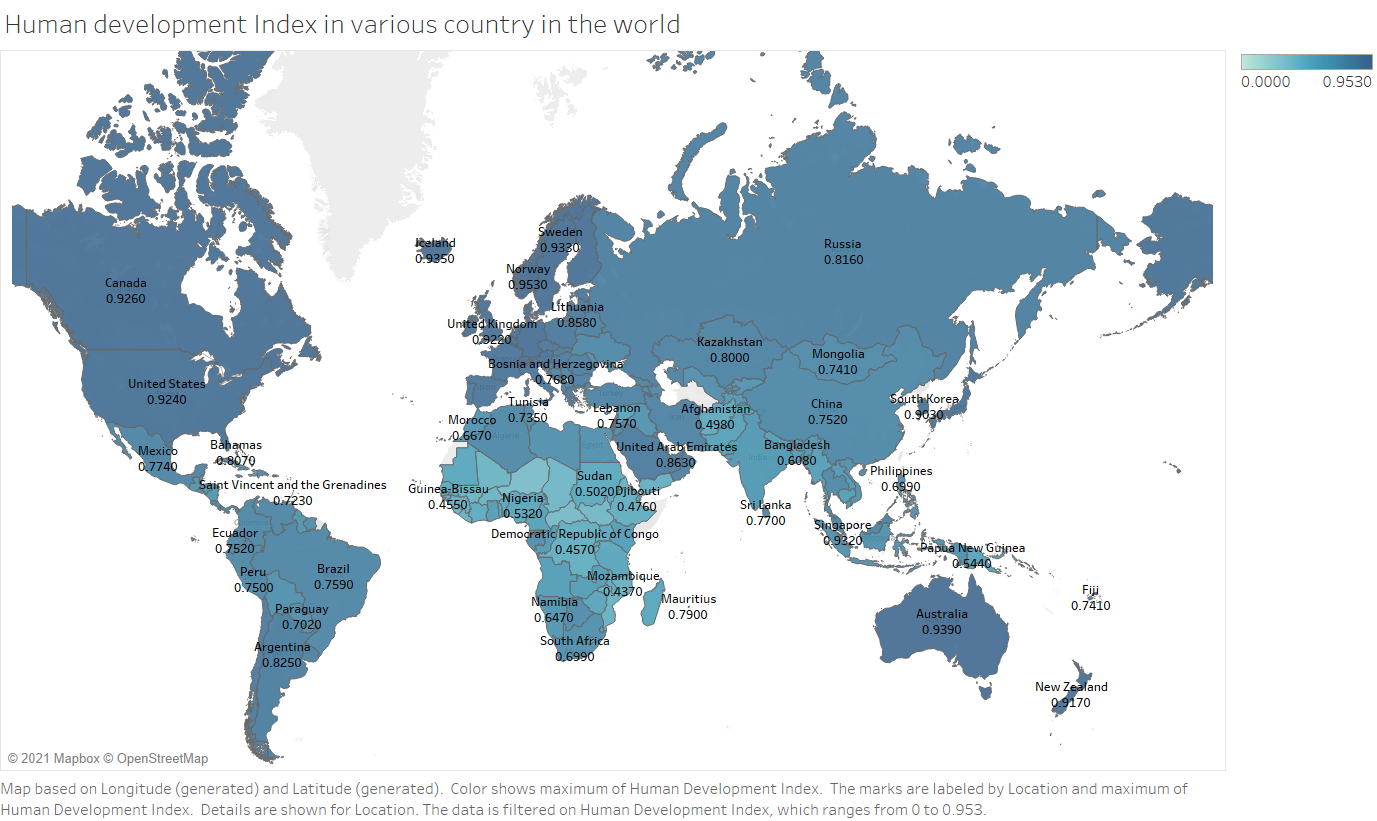 Human development Index in various country in the world
0.0000 0.9530
Iceland
0.9350
Sweden
0.9330
Norway
0.9530
Russia
0.8160
Canada
0.9260
Lithuania
0.8580
United Kingdom
0.9220
Kazakhstan
0.8000
Mongolia
0.7410
Bosnia and Herzegovina
0.7680
United States
0.9240
Tunisia
0.7350
Lebanon
0.7570
Afghanistan
0.4980
China
0.7520
South Korea
0.9030
Morocco
0.6670
Algeria
Turkey
Egypt
India
Bahamas
0.8070
Mexico
0.7740
United Arab Emirates
0.8630
Bangladesh
0.6080
Philippines
0.6990
Saint Vincent and the Grenadines
0.7230
Guinea-Bissau
0.4550
Nigeria
0.5320
Sudan
0.5020
Djibouti
0.4760
Sri Lanka
0.7700
Singapore
0.9320
Ecuador
0.7520
Democratic Republic of Congo
0.4570
Papua New Guinea
0.5440
Peru
0.7500
Brazil
0.7590
Mozambique
0.4370
Mauritius
0.7900
Fiji
0.7410
Namibia
0.6470
Paraguay
0.7020
Australia
0.9390
South Africa
0.6990
Argentina
0.8250
New Zealand
0.9170
© 2021 Mapbox © OpenStreetMap
Map based on Longitude (generated) and Latitude (generated). Color shows maximum of Human Development Index. The marks are labeled by Location and maximum of
Human Development Index. Details are shown for Location. The data is filtered on Human Development Index, which ranges from 0 to 0.953.